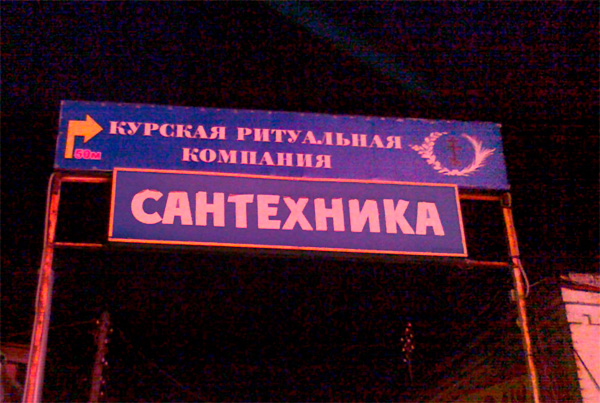 КУРСКАЯ РИТУАЛЬНАЯ
КОМПАНИЯ
50м
САНТЕХНИКА